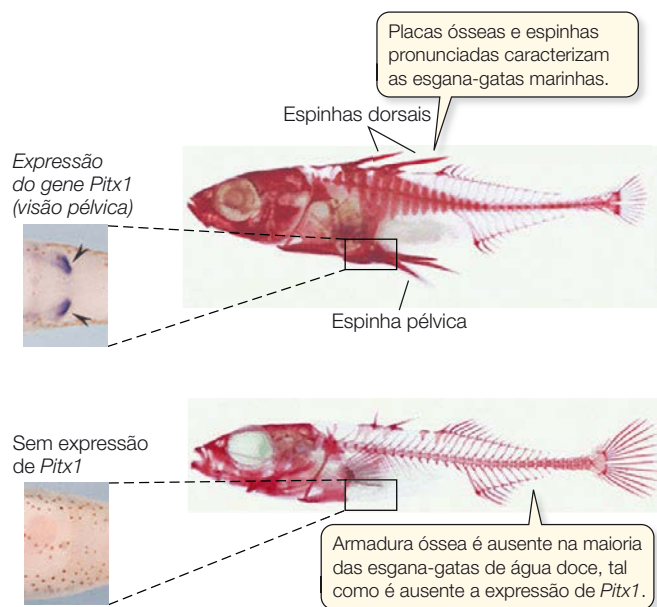 Placas ósseas e espinhas
pronunciadas caracterizam
as esgana-gatas marinhas.
Espinhas dorsais
Expressão
do gene Pitx1
(visão pélvica)
Espinha pélvica
Sem expressão
de Pitx1
Armadura óssea é ausente na maioria
das esgana-gatas de água doce, tal
como é ausente a expressão de Pitx1.